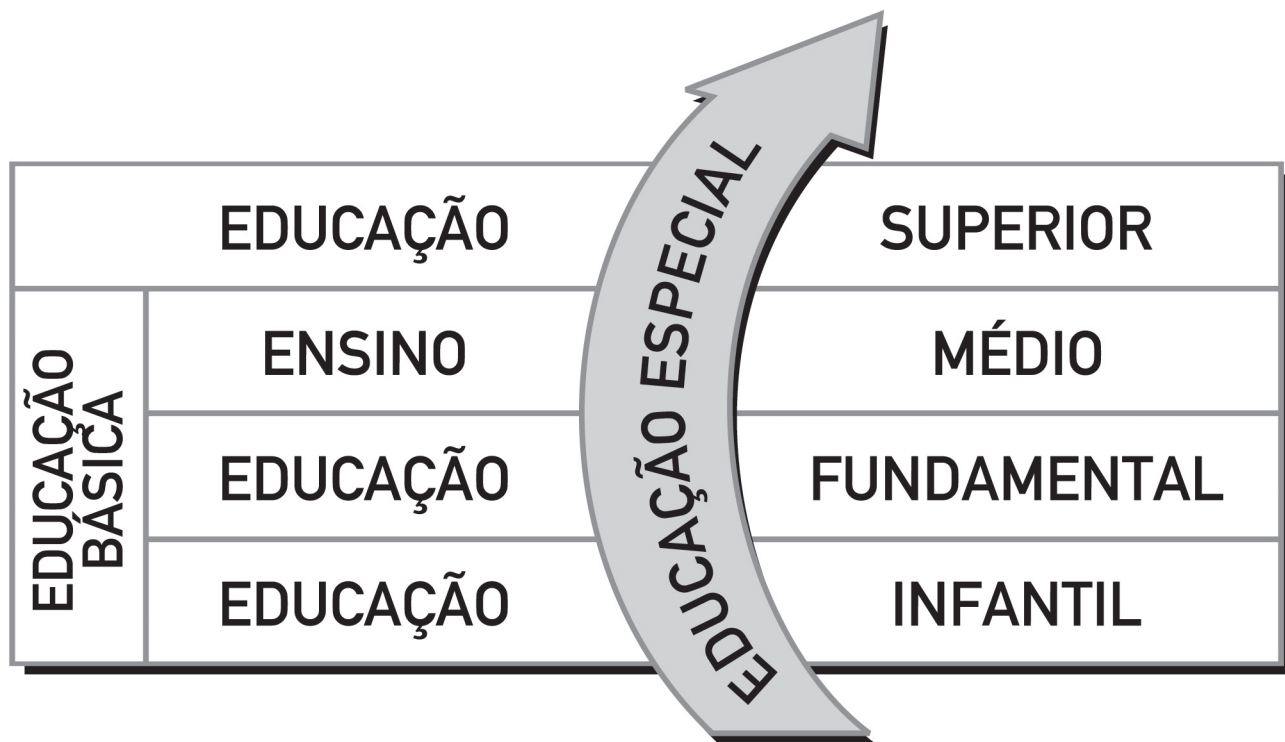 EDUCAÇÃO SUPERIOR
EDUCAÇÃO
BÁSICA
ENSINO MÉDIO
EDUCAÇÃO FUNDAMENTAL
EDUCAÇÃO INFANTIL
EDUCAÇÃO ESPECIAL